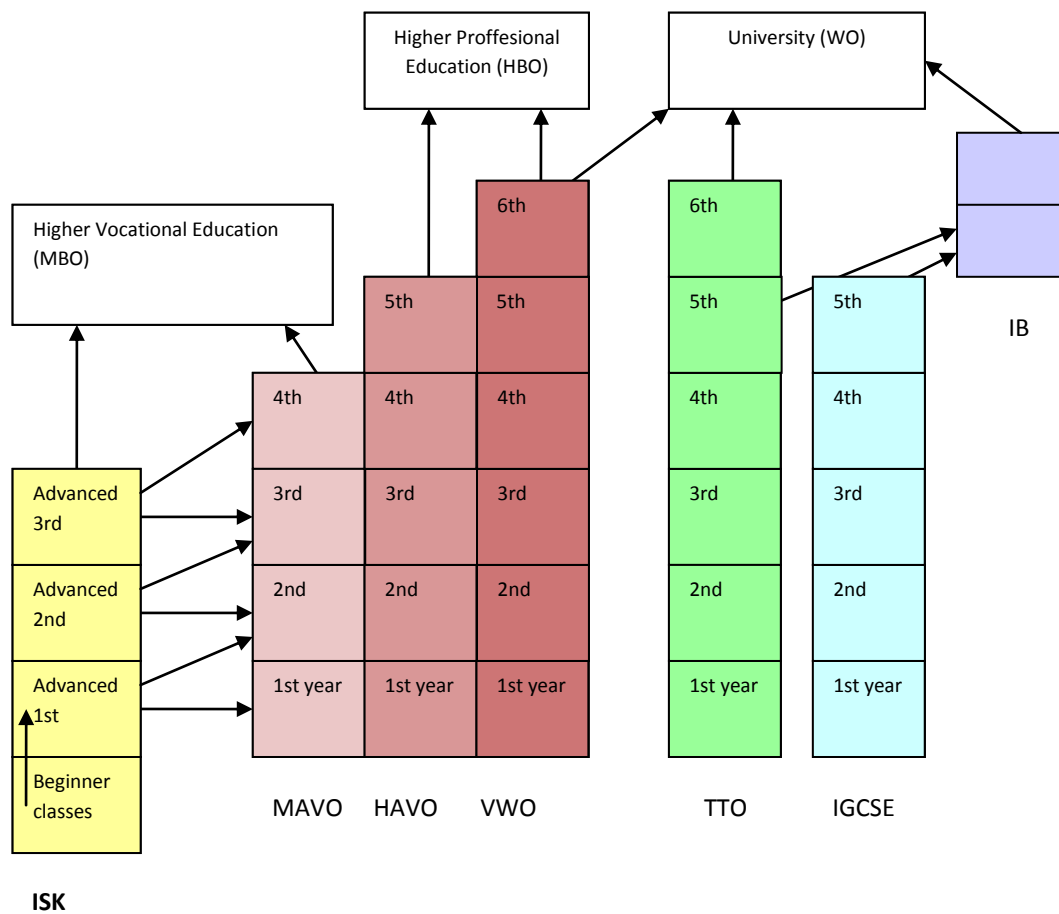 Higher Proffesional
Education (HBO)
University (WO)
Higher Vocational Education
(MBO)
6th
6th
5th
5th
5th
5th
IB
4th
4th
4th
4th
4th
Advanced
3rd
3rd
3rd
3rd
3rd
3rd
Advanced
2nd
2nd
2nd
2nd
2nd
2nd
Advanced
1st
1st year
1st year
1st year
1st year
1st year
Beginner
classes
MAVO
HAVO
VWO
TTO
IGCSE
ISK